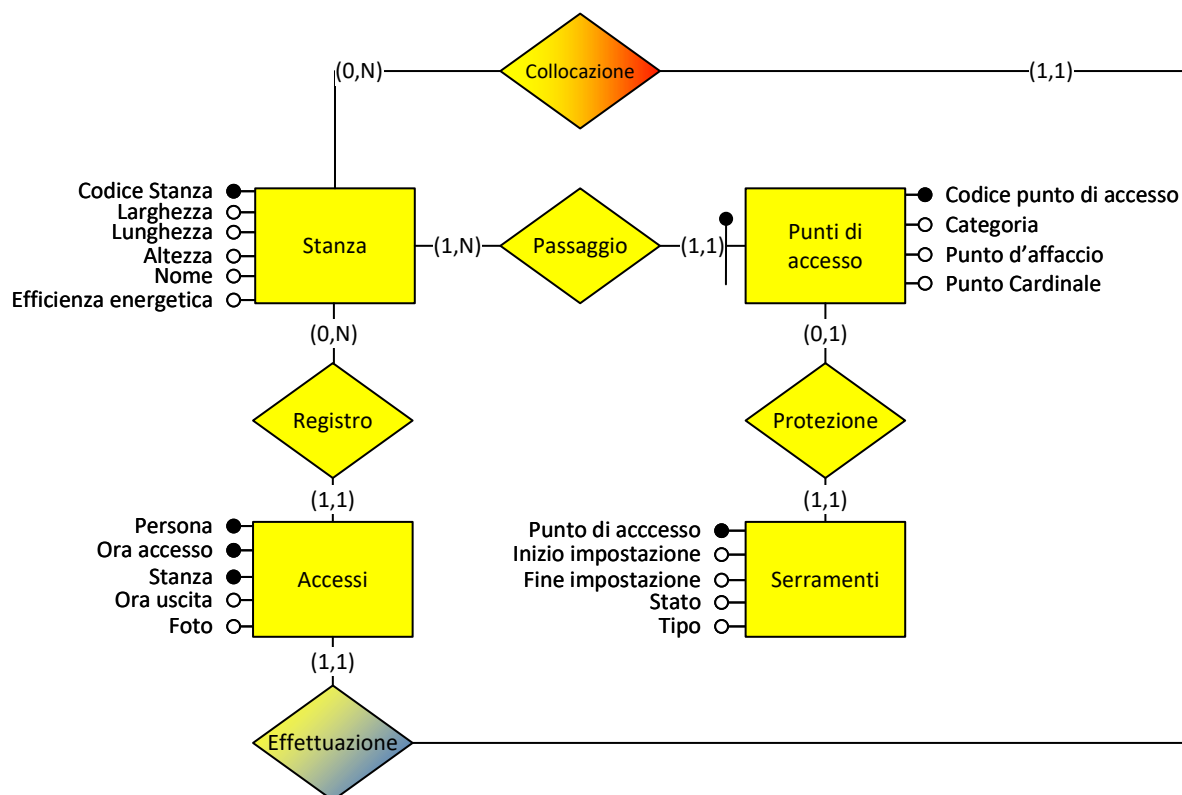 (0,N)
Collocazione
(1,1)
Codice Stanza
Larghezza
Lunghezza
Altezza
Nome
Efficienza energetica
Stanza
(1,N)
Passaggio
(1,1)
Punti di
accesso
Codice punto di accesso
Categoria
Punto d'affaccio
Punto Cardinale
(0,N)
(0,1)
Registro
Protezione
(1,1)
(1,1)
Persona
Ora accesso
Stanza
Ora uscita
Foto
Accessi
Punto di acccesso
Inizio impostazione
Fine impostazione
Stato
Tipo
Serramenti
(1,1)
Effettuazione